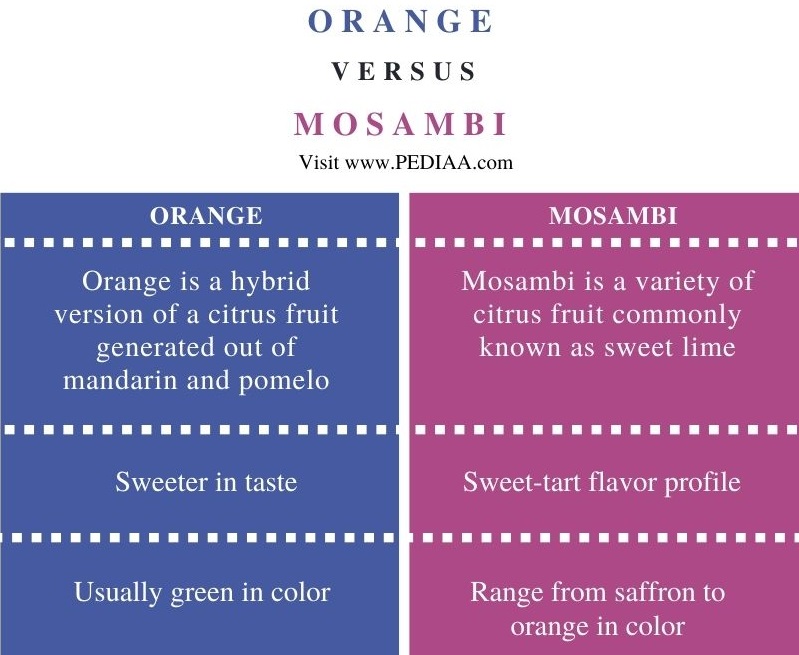 ORANGE
VERSUS
MOSAMBI
Visit www.PEDIAA.com
ORANGE
Orange is a hybrid
version of a citrus fruit
generated out of
mandarin and pomelo
Sweeter in taste
Usually green in color
MOSAMBI
Mosambi is a variety of
citrus fruit commonly
known as sweet lime
Sweet-tart flavor profile
Range from saffron to
orange in color